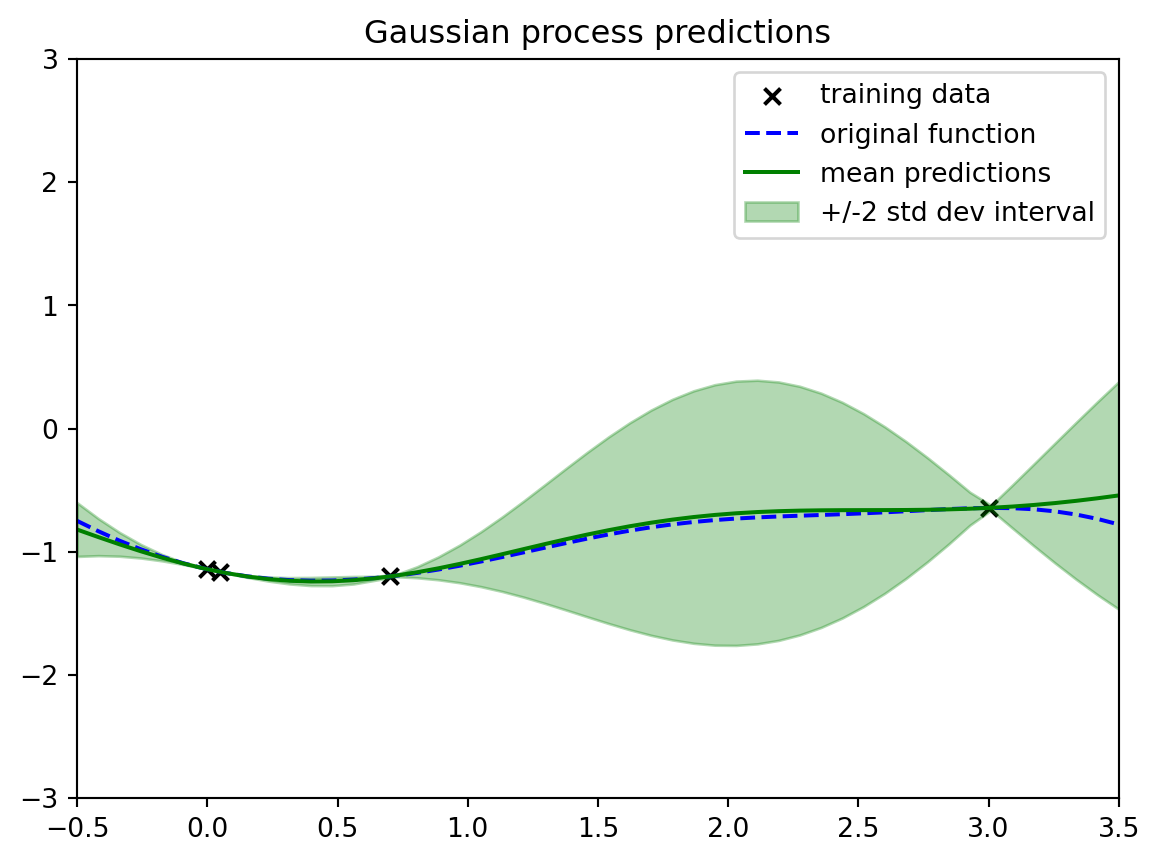 Gaussian process predictions
training data
original function
mean predictions
+/-2 std dev interval
3
2
1
0
−1
−2
−3
−0.5 0.0 0.5 1.0 1.5 2.0 2.5 3.0 3.5